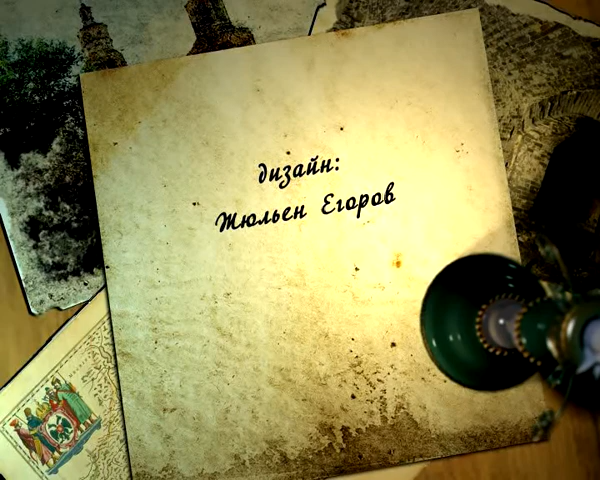 дизайн:
Жюльен Егоров